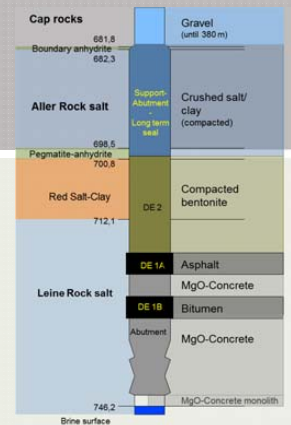 Cap rocks
Gravel
(until 380 m)
681,8
Boundary anhydrite
682,3
Aller Rock salt
Support-
Abutment
-
Long term
seal
Crushed salt/
clay
(compacted)
698,5
Pegmatite-anhydrite
700,8
Red Salt-Clay
DE 2
Compacted
bentonite
712,1
DE 1A
Asphalt
MgO-Concrete
Leine Rock salt
DE 1B
Bitumen
Abutment
MgO-Concrete
MgO-Concrete monolith
746,2
Brine surface